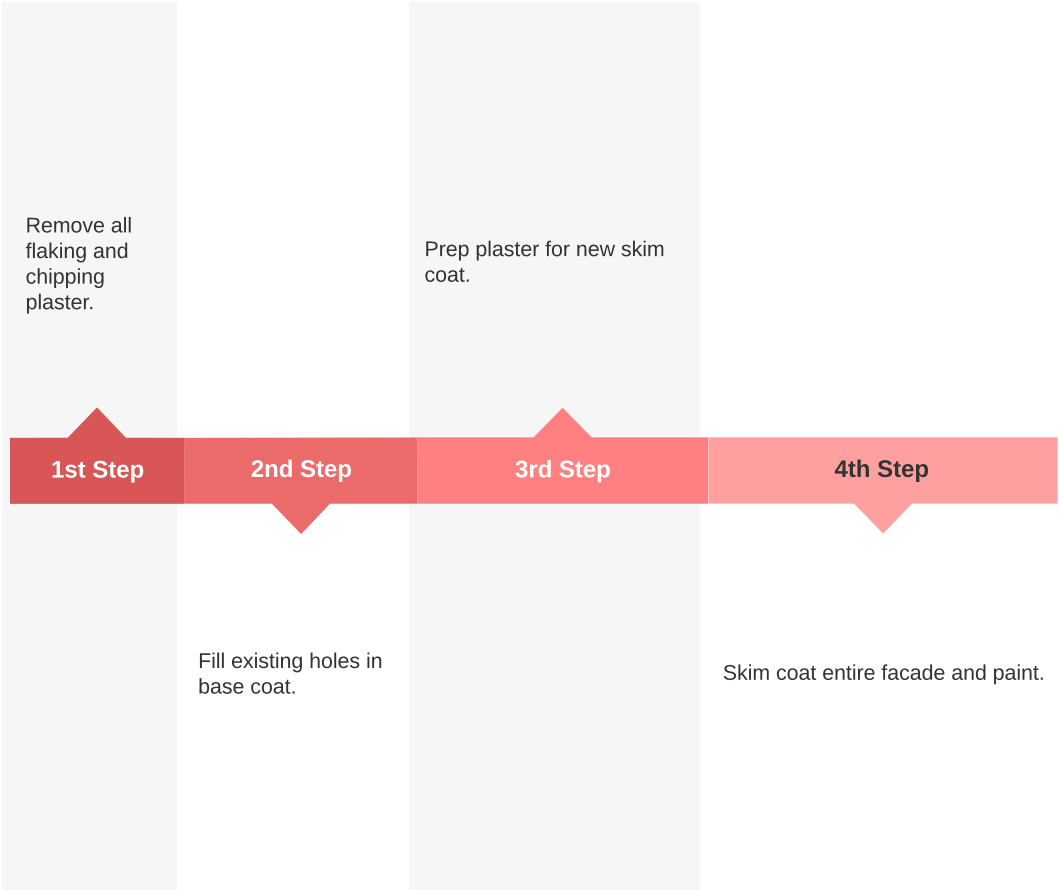 Remove all
flaking and
chipping
plaster.
Prep plaster for new skim
coat.
1st Step
2nd Step
3rd Step
4th Step
Fill existing holes in
base coat.
Skim coat entire facade and paint.